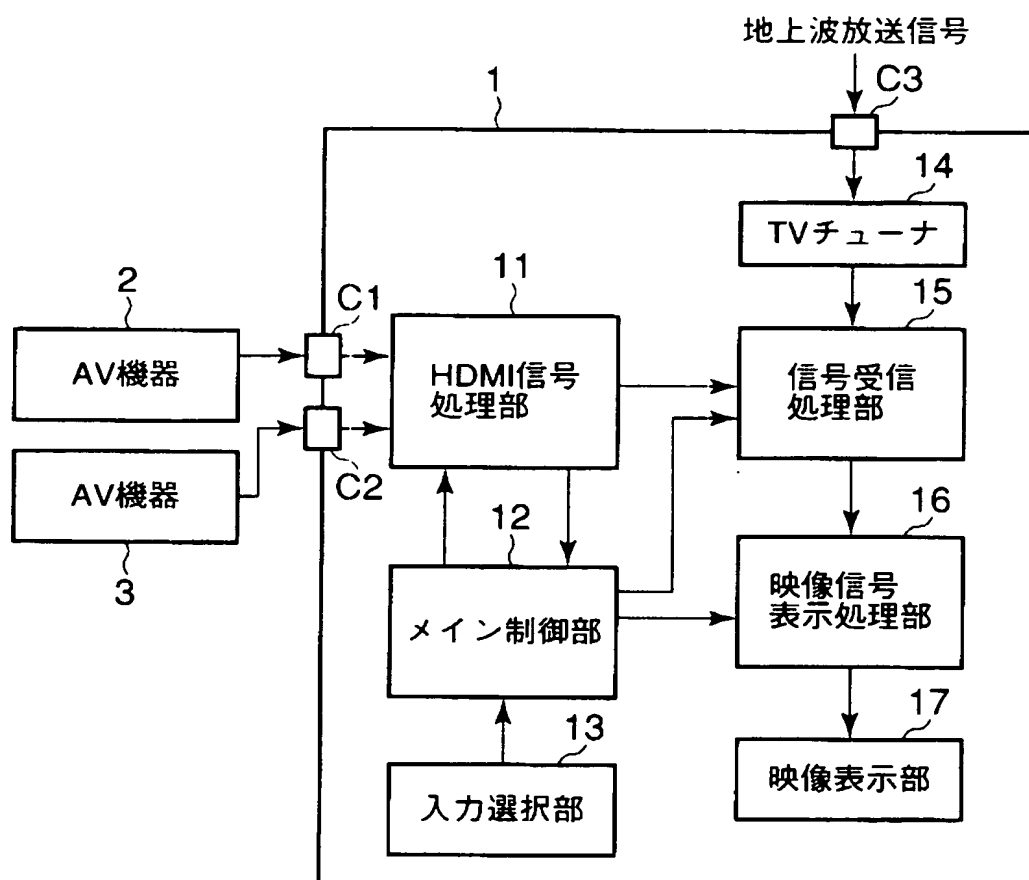 地上波放送信号
1
C3
14
TVチューナ
2
C1
11
15
AV機器
HDMI信号
処理部
信号受信
処理部
AV機器
C2
3
12
16
メイン制御部
映像信号
表示処理部
13
17
入力選択部
映像表示部